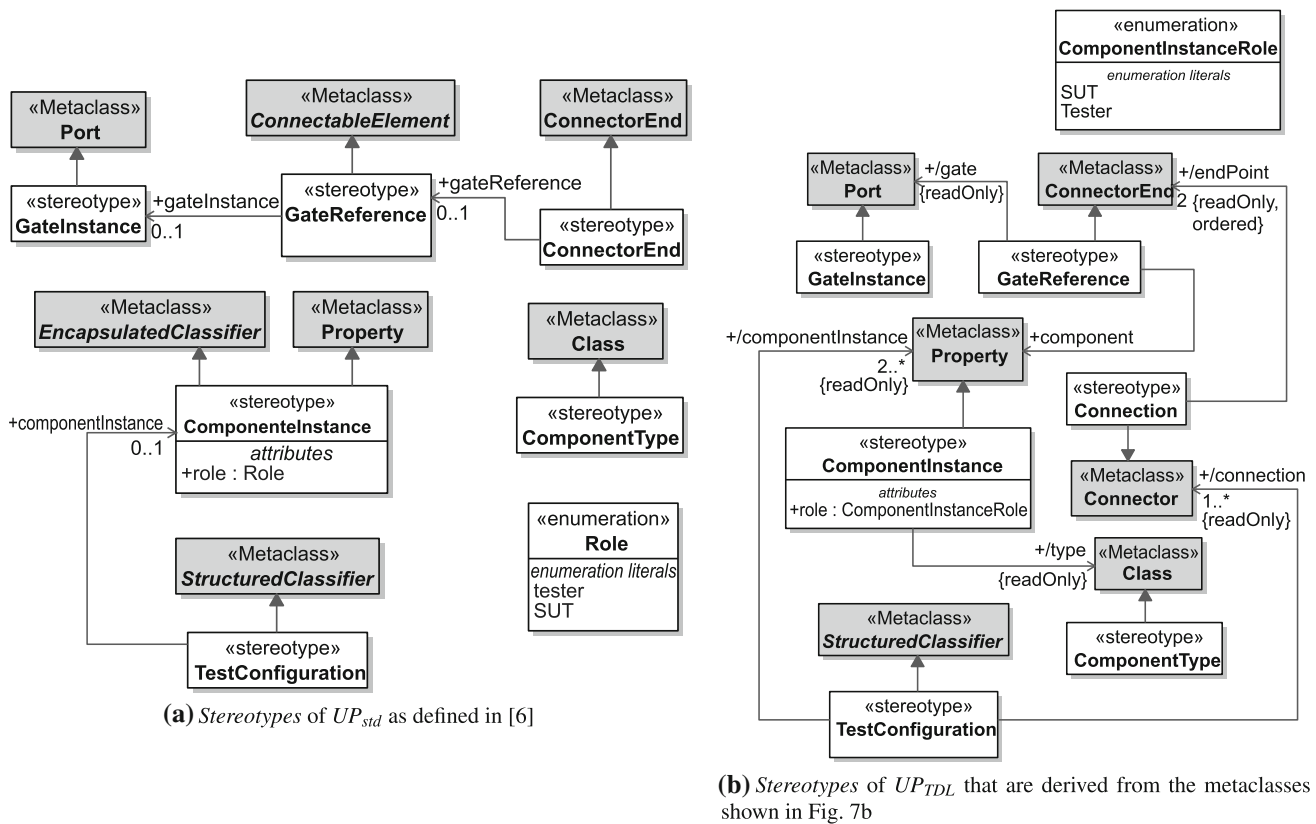 «Metaclass»
Port
«Metaclass»
ConnectableElement
«Metaclass»
ConnectorEnd
«stereotype»
GateInstance
+gateInstance
0..1
«stereotype»
GateReference
+gateReference
0..1
«stereotype»
ConnectorEnd
«Metaclass»
EncapsulatedClassifier
«Metaclass»
Property
«Metaclass»
Class
«stereotype»
ComponenteInstance
attributes
+role : Role
+componentInstance
0..1
«stereotype»
ComponentType
«Metaclass»
StructuredClassifier
«enumeration»
Role
enumeration literals
tester
SUT
«stereotype»
TestConfiguration
(a) Stereotypes of UPstd as defined in [6]
«enumeration»
ComponentInstanceRole
enumeration literals
SUT
Tester
«Metaclass»
Port
+/gate
{readOnly}
«Metaclass»
ConnectorEnd
+/endPoint
2 {readOnly,
ordered}
«stereotype»
GateInstance
«stereotype»
GateReference
+/componentInstance
2..*
{readOnly}
«Metaclass»
Property
+component
«stereotype»
Connection
«stereotype»
ComponentInstance
attributes
+role : ComponentInstanceRole
«Metaclass»
Connector
+/connection
1..*
{readOnly}
+/type
{readOnly}
«Metaclass»
Class
«Metaclass»
StructuredClassifier
«stereotype»
ComponentType
«stereotype»
TestConfiguration
(b) Stereotypes of UPTDL that are derived from the metaclasses
shown in Fig. 7b